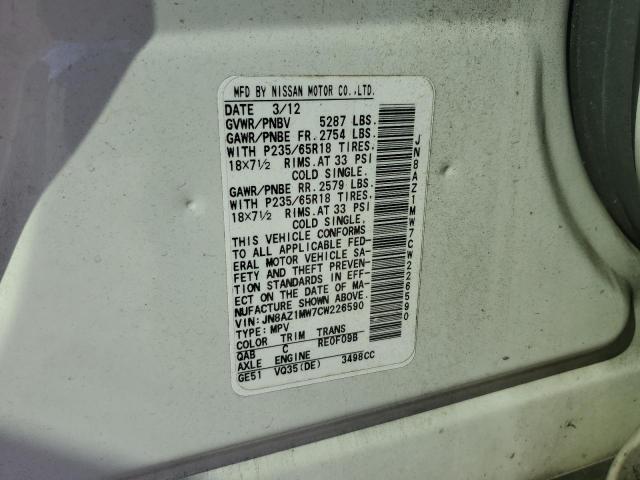 MFD BY NISSAN MOTOR CO.,LTD.
DATE 3/12
GVWR/PNBV 5287 LBS.
GAWR/PNBE FR. 2754 LBS.
WITH P235/65R18 TIRES.
18×7½ RIMS. AT 33 PSI
COLD SINGLE.
GAWR/PNBE RR. 2579 LBS.
WITH P235/65R18 TIRES.
18×7½ RIMS. AT 33 PSI
COLD SINGLE.
THIS VEHICLE CONFORMS
TO ALL APPLICABLE FED-
ERAL MOTOR VEHICLE SA-
FETY AND THEFT PREVEN-
TION STANDARDS IN EFF-
ECT ON THE DATE OF MA-
NUFACTURE SHOWN ABOVE.
VIN: JN8AZ1MW7CW226590
TYPE: MPV
COLOR TRIM TRANS
QAB C RE0F09B
AXLE ENGINE
GE51 VQ35(DE) 3498CC
JN8AZ1MW7CW226590